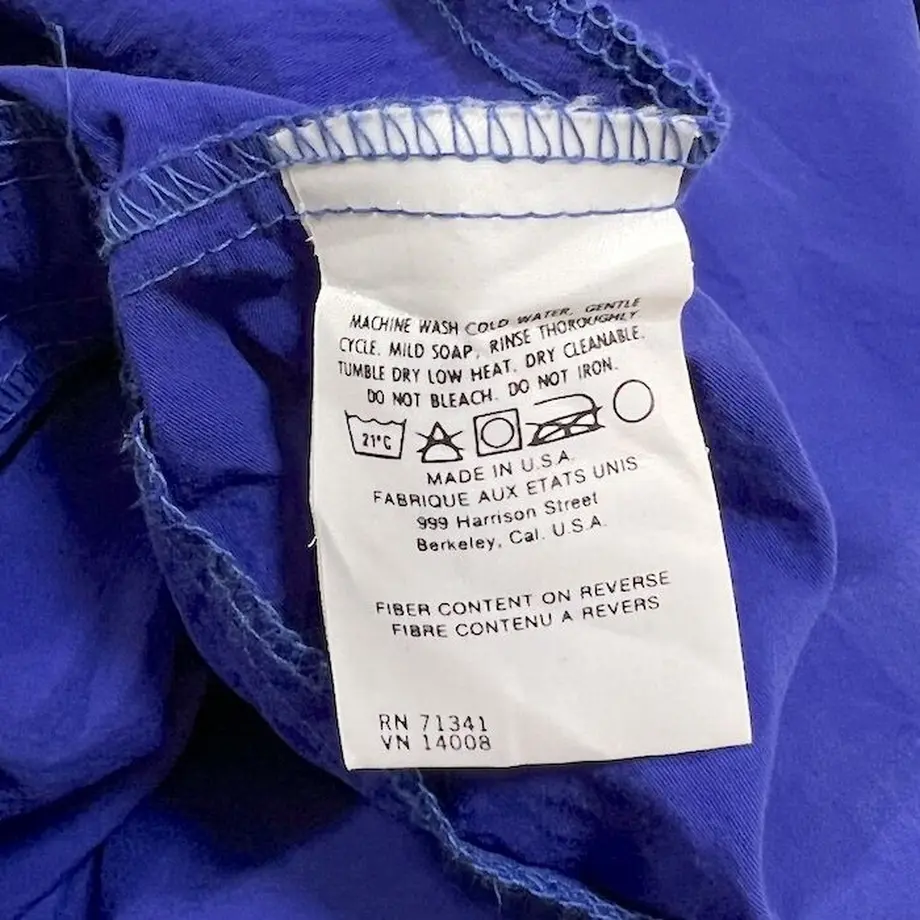 MACHINE WASH COLD WATER, GENTLE
CYCLE. MILD SOAP. RINSE THOROUGHLY
TUMBLE DRY LOW HEAT. DRY CLEANABLE.
DO NOT BLEACH. DO NOT IRON.
21°C
MADE IN U.S.A.
FABRIQUE AUX ETATS UNIS
999 Harrison Street
Berkeley, Cal. U.S.A.
FIBER CONTENT ON REVERSE
FIBRE CONTENU A REVERS
RN 71341
VN 14008